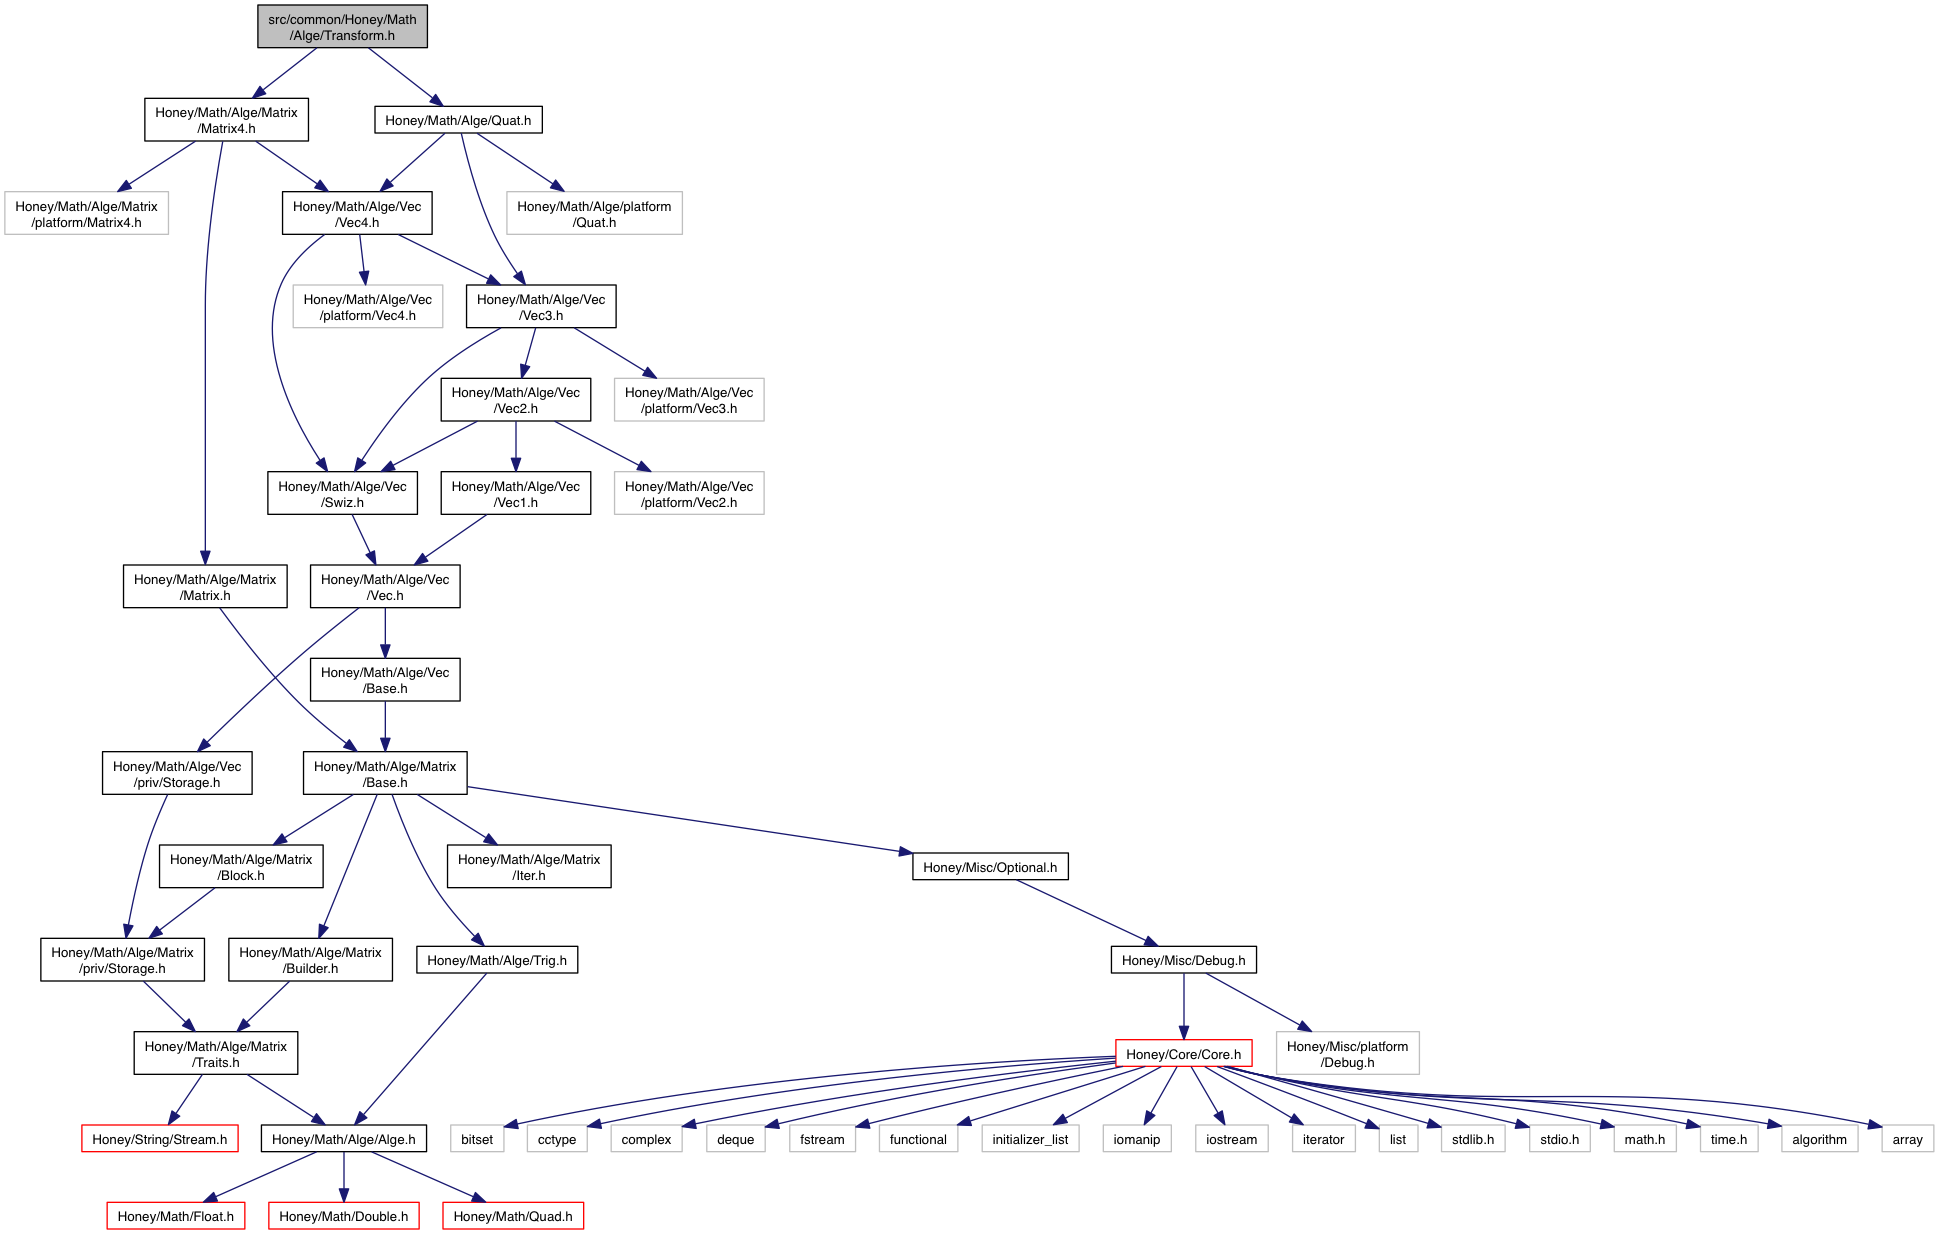 src/common/Honey/Math
/Alge/Transform.h
Honey/Math/Alge/Matrix
/Matrix4.h
Honey/Math/Alge/Quat.h
Honey/Math/Alge/Matrix
/platform/Matrix4.h
Honey/Math/Alge/Vec
/Vec4.h
Honey/Math/Alge/platform
/Quat.h
Honey/Math/Alge/Vec
/platform/Vec4.h
Honey/Math/Alge/Vec
/Vec3.h
Honey/Math/Alge/Vec
/Vec2.h
Honey/Math/Alge/Vec
/platform/Vec3.h
Honey/Math/Alge/Vec
/Swiz.h
Honey/Math/Alge/Vec
/Vec1.h
Honey/Math/Alge/Vec
/platform/Vec2.h
Honey/Math/Alge/Matrix
/Matrix.h
Honey/Math/Alge/Vec
/Vec.h
Honey/Math/Alge/Vec
/Base.h
Honey/Math/Alge/Vec
/priv/Storage.h
Honey/Math/Alge/Matrix
/Base.h
Honey/Math/Alge/Matrix
/Block.h
Honey/Math/Alge/Matrix
/Iter.h
Honey/Misc/Optional.h
Honey/Math/Alge/Matrix
/priv/Storage.h
Honey/Math/Alge/Matrix
/Builder.h
Honey/Math/Alge/Trig.h
Honey/Misc/Debug.h
Honey/Math/Alge/Matrix
/Traits.h
Honey/Core/Core.h
Honey/Misc/platform
/Debug.h
Honey/String/Stream.h
Honey/Math/Alge/Alge.h
bitset
cctype
complex
deque
fstream
functional
initializer_list
iomanip
iostream
iterator
list
stdlib.h
stdio.h
math.h
time.h
algorithm
array
Honey/Math/Float.h
Honey/Math/Double.h
Honey/Math/Quad.h